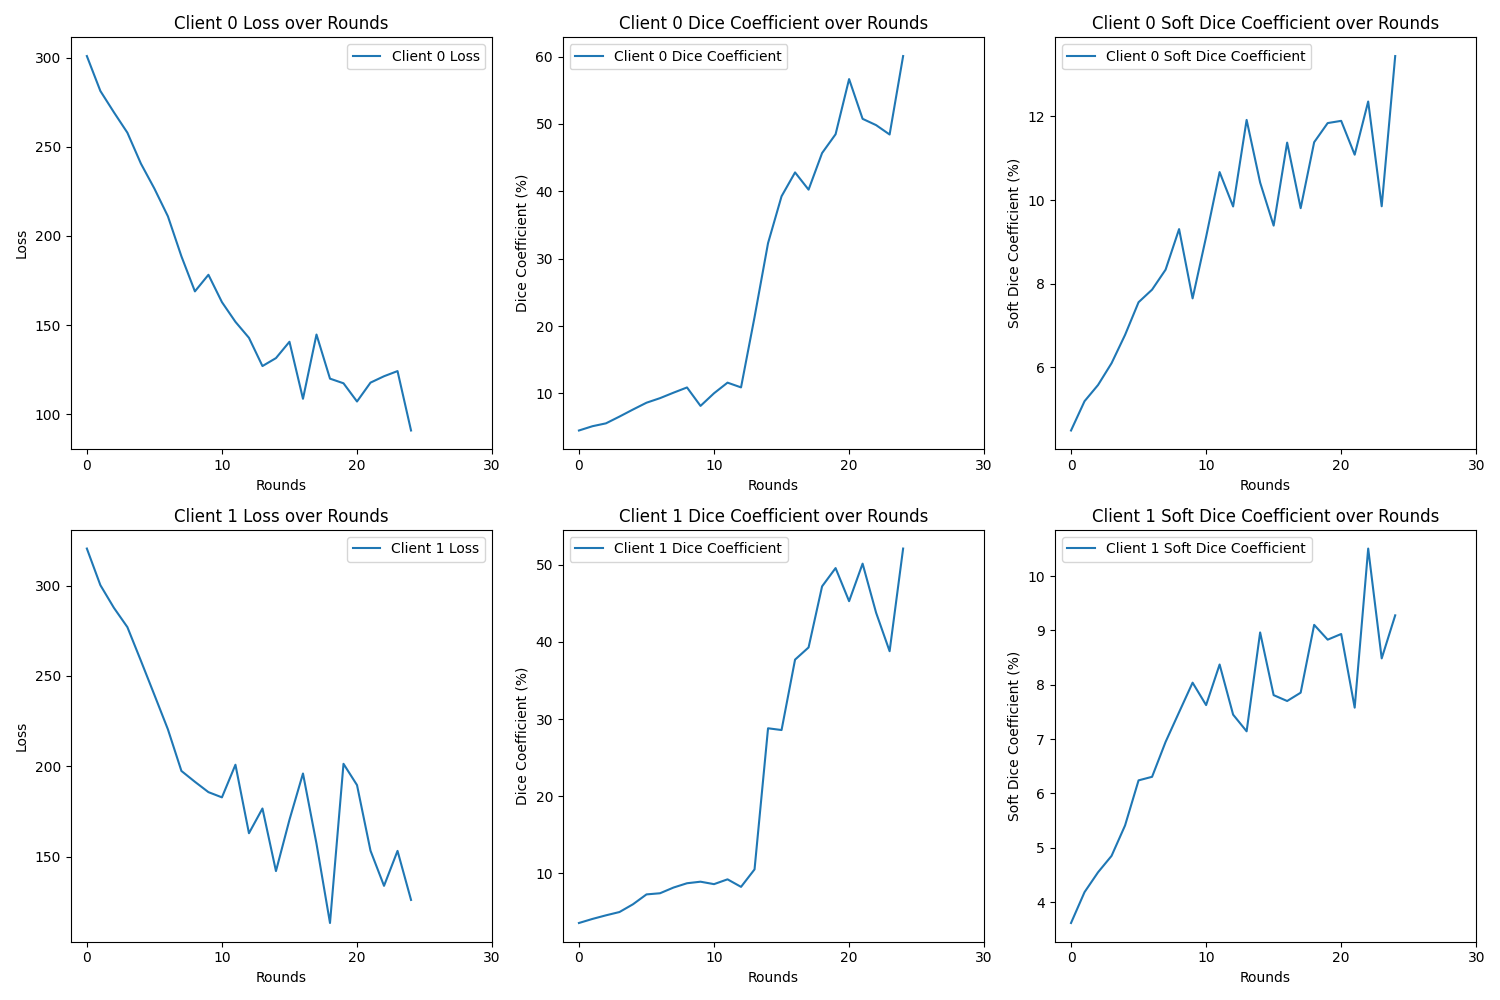 Client 0 Loss over Rounds
Client 0 Loss
300
250
200
150
100
Loss
0 10 20 30
Rounds
Client 0 Dice Coefficient over Rounds
Client 0 Dice Coefficient
60
50
40
30
20
10
Dice Coefficient (%)
0 10 20 30
Rounds
Client 0 Soft Dice Coefficient over Rounds
Client 0 Soft Dice Coefficient
12
10
8
6
Soft Dice Coefficient (%)
0 10 20 30
Rounds
Client 1 Loss over Rounds
Client 1 Loss
300
250
200
150
Loss
0 10 20 30
Rounds
Client 1 Dice Coefficient over Rounds
Client 1 Dice Coefficient
50
40
30
20
10
Dice Coefficient (%)
0 10 20 30
Rounds
Client 1 Soft Dice Coefficient over Rounds
Client 1 Soft Dice Coefficient
10
9
8
7
6
5
4
Soft Dice Coefficient (%)
0 10 20 30
Rounds